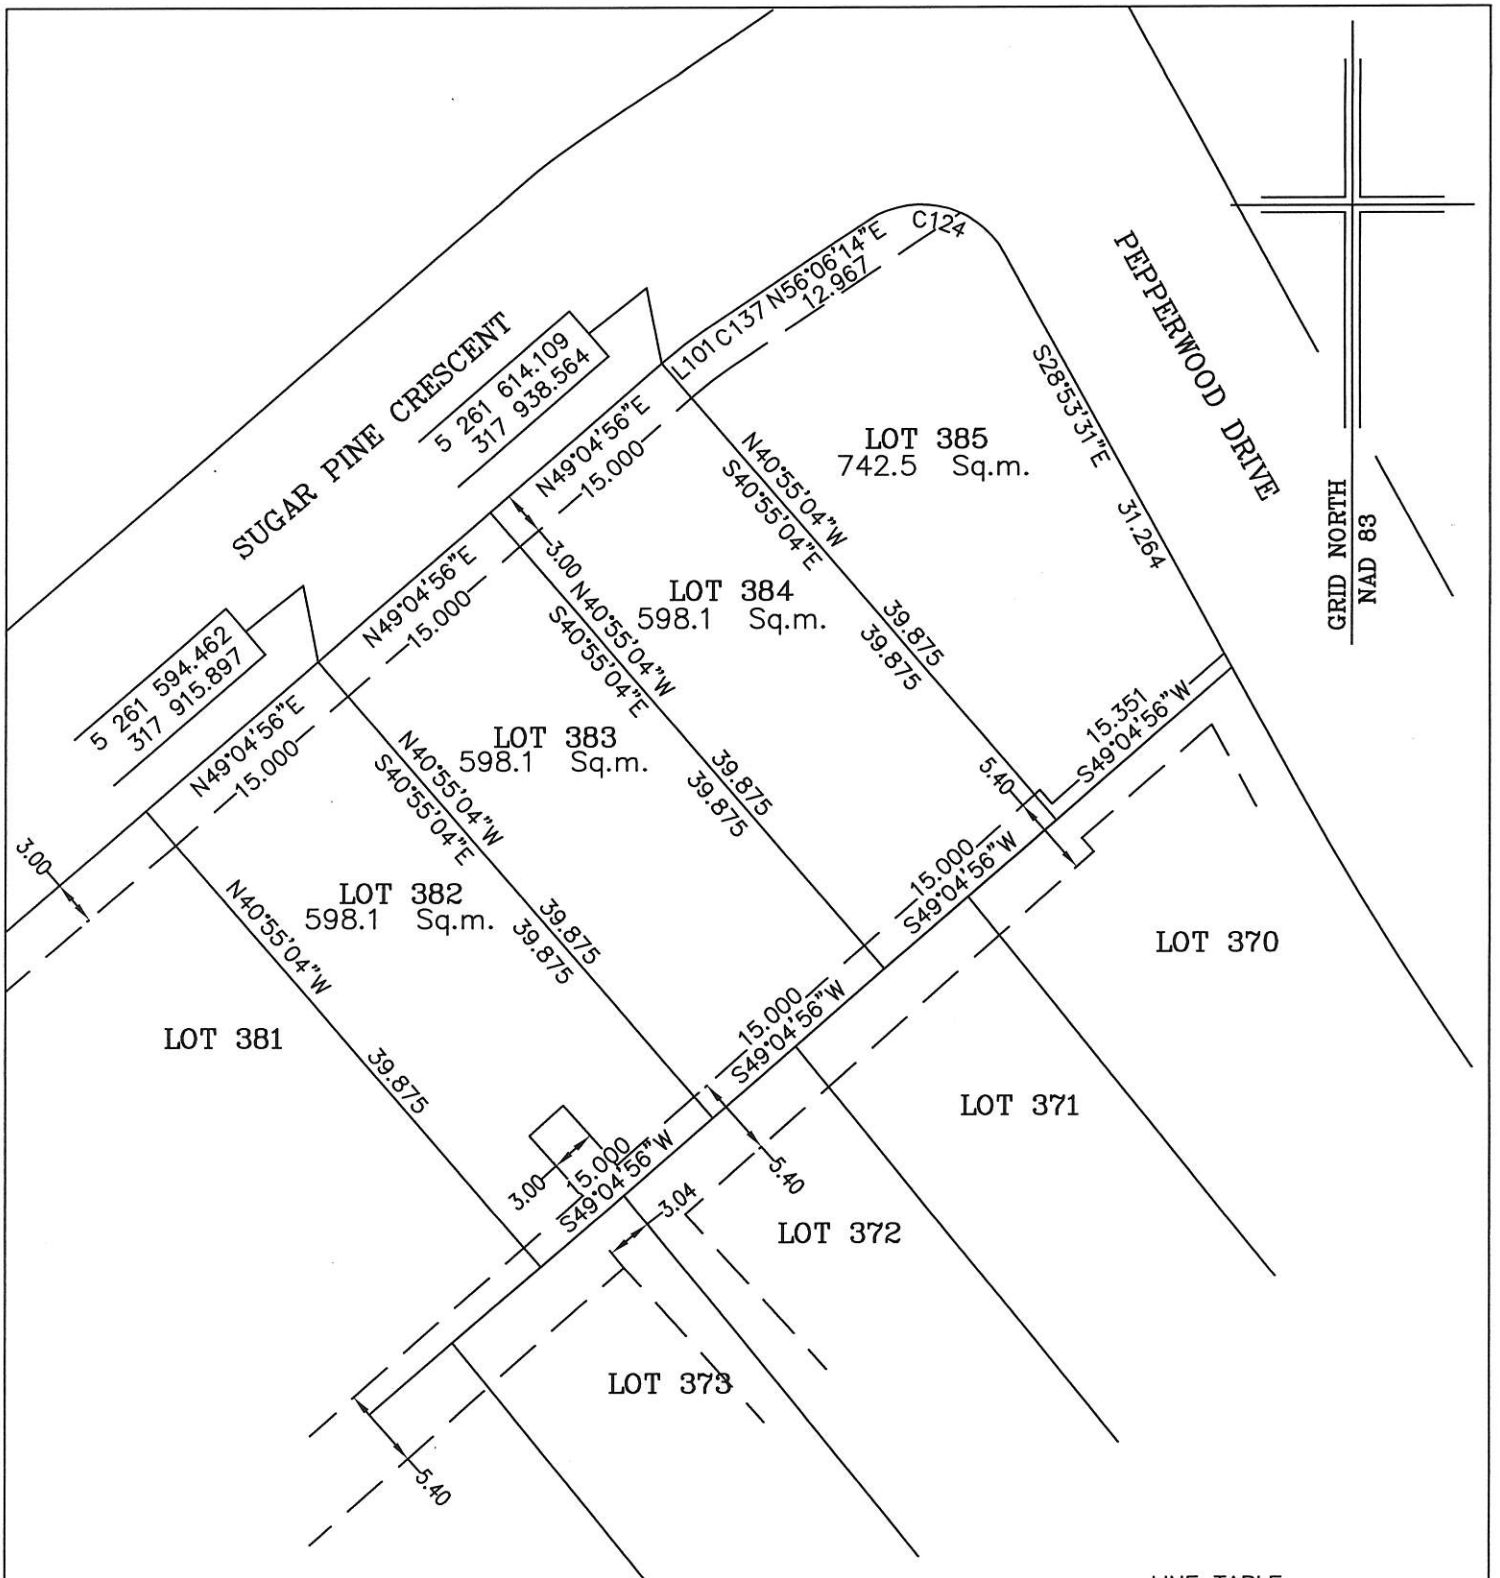 SUGAR PINE CRESCENT
PEPPERWOOD DRIVE
GRID NORTH
NAD 83
5 261 614.109
317 938.564
5 261 594.462
317 915.897
L101
C137
N56°06'14"E
12.967
C124
S28°53'31"E
31.264
LOT 385
742.5 Sq.m.
N49°04'56"E
15.000
N40°55'04"W
S40°55'04"E
39.875
39.875
3.00
LOT 384
598.1 Sq.m.
N49°04'56"E
15.000
N40°55'04"W
S40°55'04"E
39.875
39.875
LOT 383
598.1 Sq.m.
N49°04'56"E
15.000
N40°55'04"W
S40°55'04"E
39.875
39.875
3.00
LOT 382
598.1 Sq.m.
N40°55'04"W
39.875
LOT 381
15.351
S49°04'56"W
5.40
15.000
S49°04'56"W
LOT 370
15.000
S49°04'56"W
LOT 371
5.40
3.00
15.000
S49°04'56"W
3.04
LOT 372
LOT 373
5.40